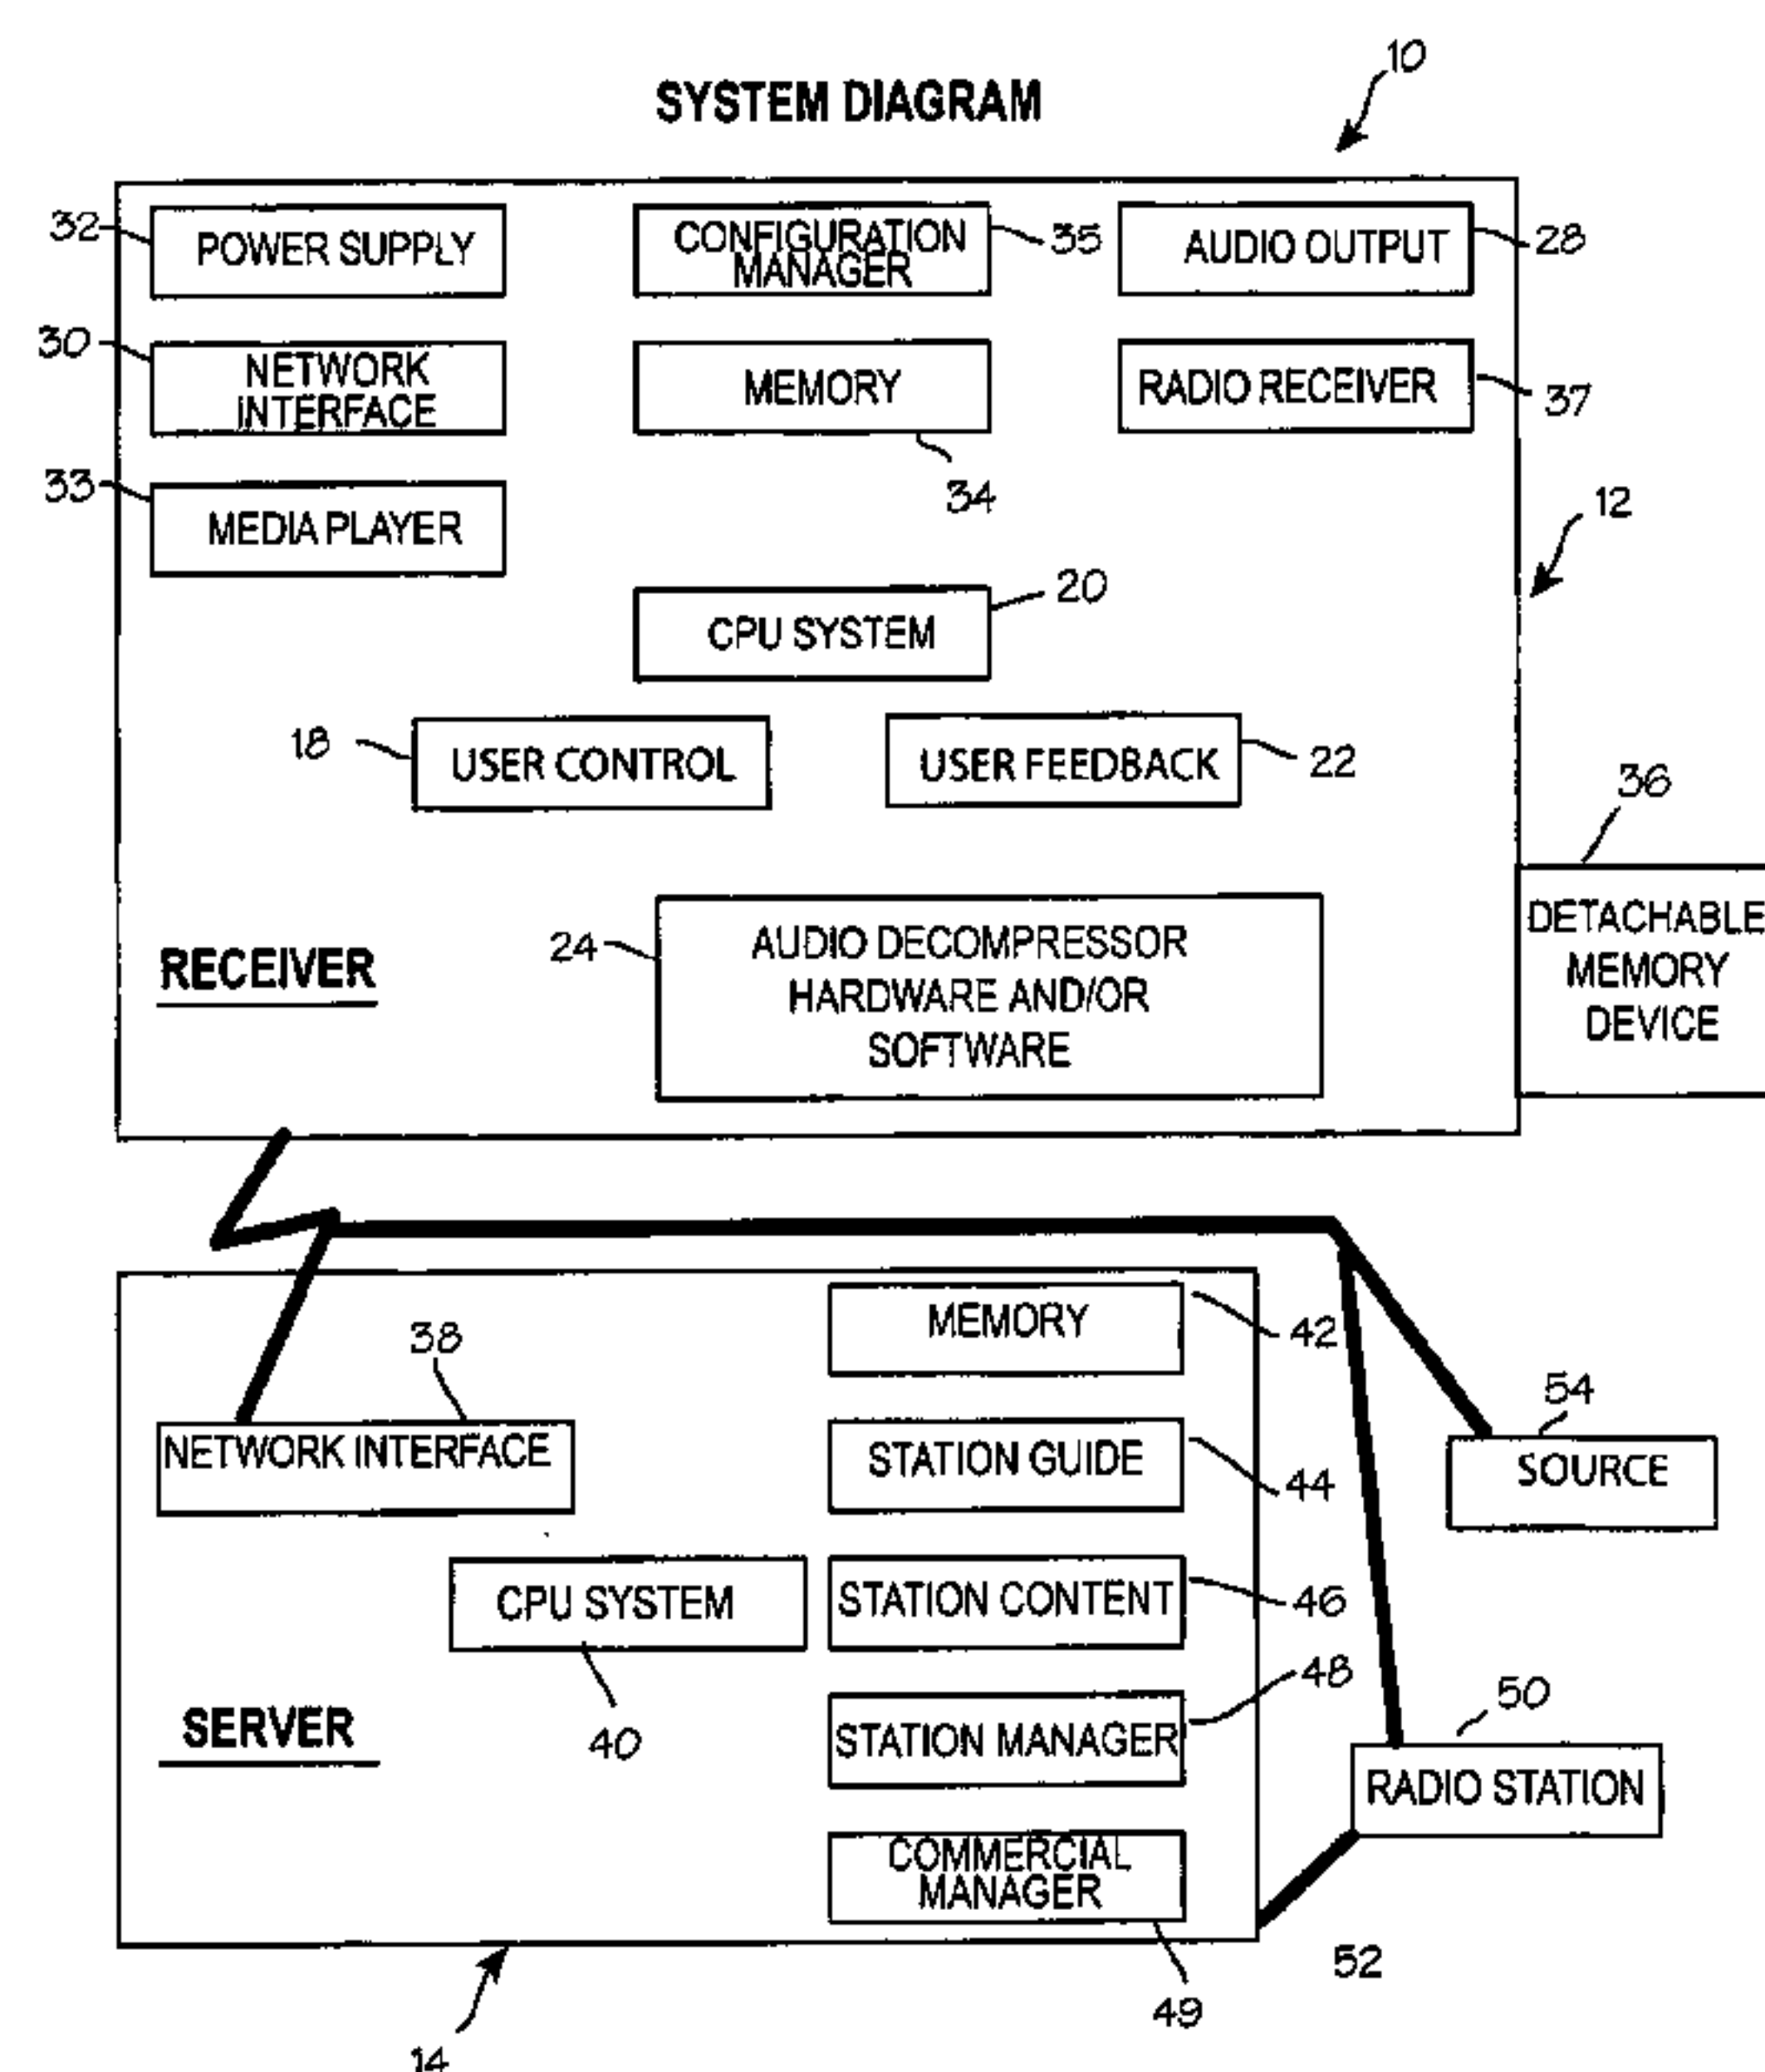 10
SYSTEM DIAGRAM
32
POWER SUPPLY
CONFIGURATION
MANAGER
35
AUDIO OUTPUT
28
30
NETWORK
INTERFACE
MEMORY
34
RADIO RECEIVER
37
33
MEDIA PLAYER
12
CPU SYSTEM
20
18
USER CONTROL
USER FEEDBACK
22
36
DETACHABLE
MEMORY
DEVICE
RECEIVER
24
AUDIO DECOMPRESSOR
HARDWARE AND/OR
SOFTWARE
MEMORY
42
38
NETWORK INTERFACE
STATION GUIDE
44
54
SOURCE
CPU SYSTEM
40
STATION CONTENT
46
SERVER
STATION MANAGER
48
50
RADIO STATION
COMMERCIAL
MANAGER
49
52
14